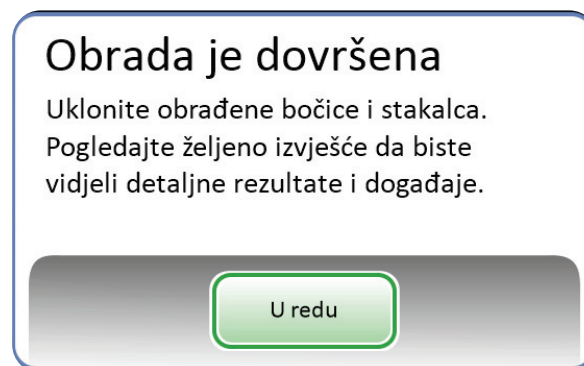 Obrada je dovršena
Uklonite obrađene bočice i stakalca.
Pogledajte željeno izvješće da biste
vidjeli detaljne rezultate i događaje.
U redu